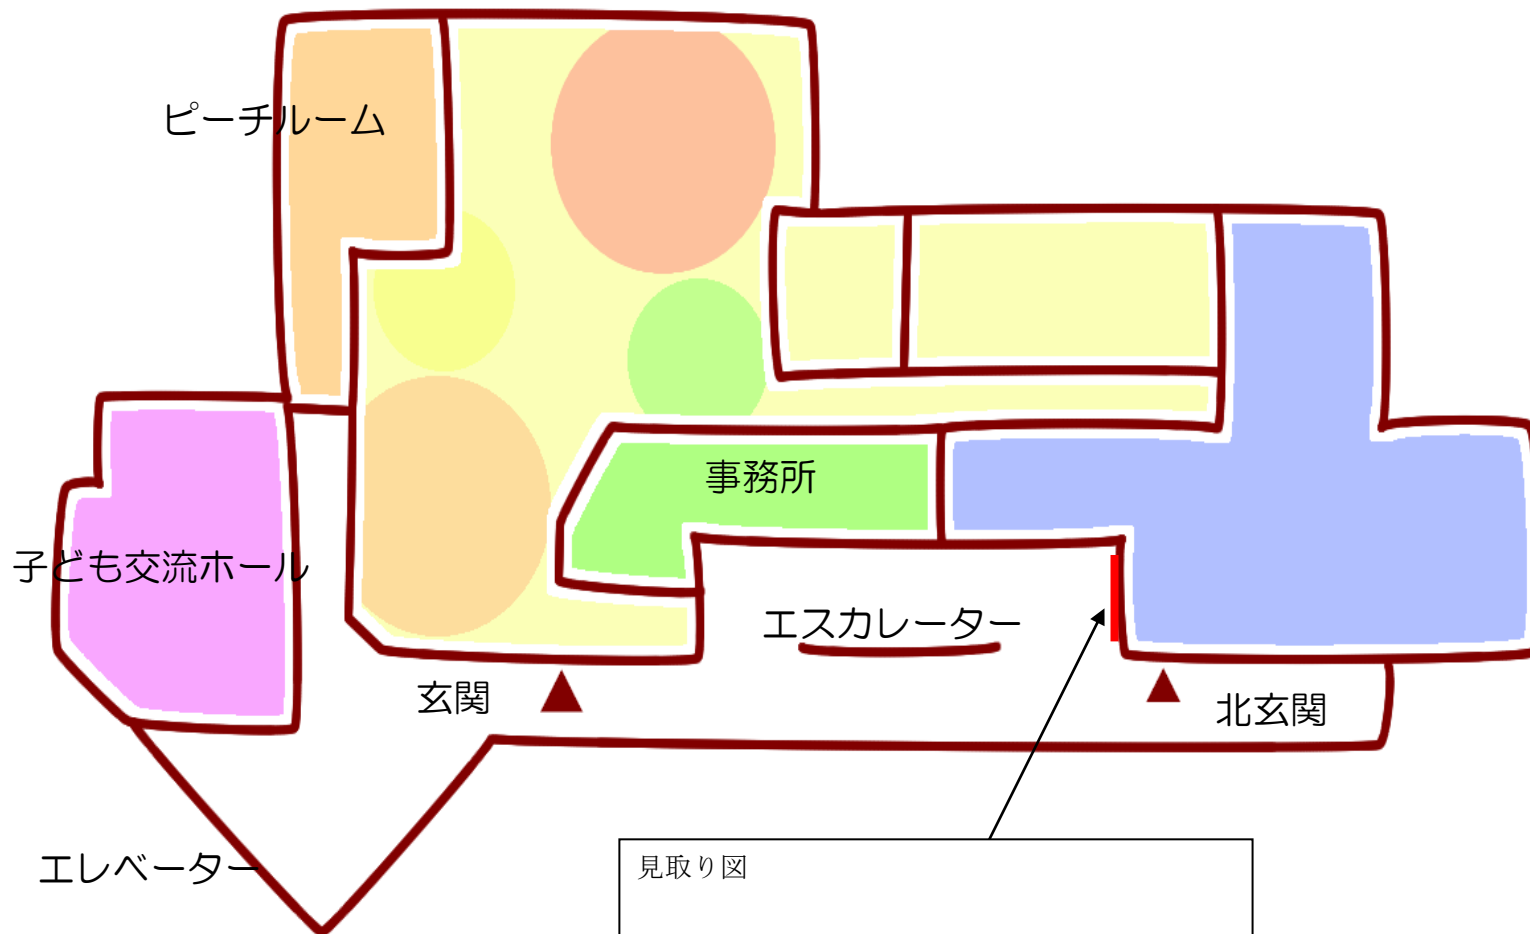 ピーチルーム
事務所
子ども交流ホール
エスカレーター
玄関
北玄関
エレベーター
見取り図